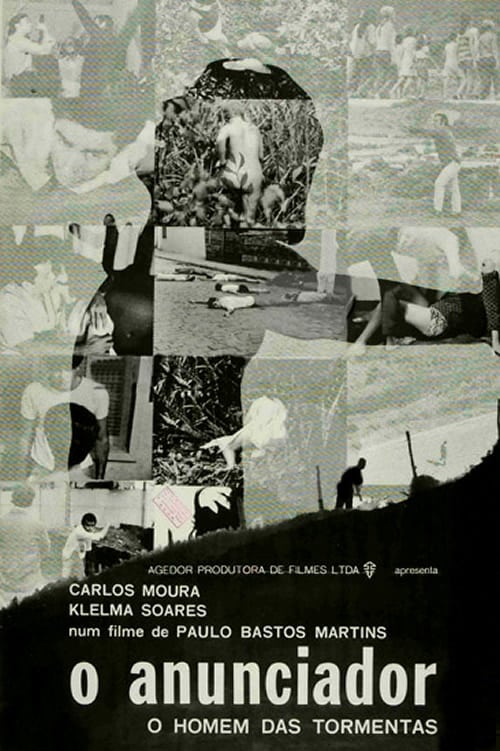 AGEDOR PRODUTORA DE FILMES LTDA apresenta
CARLOS MOURA
KLELMA SOARES
num filme de PAULO BASTOS MARTINS
o anunciador
O HOMEM DAS TORMENTAS